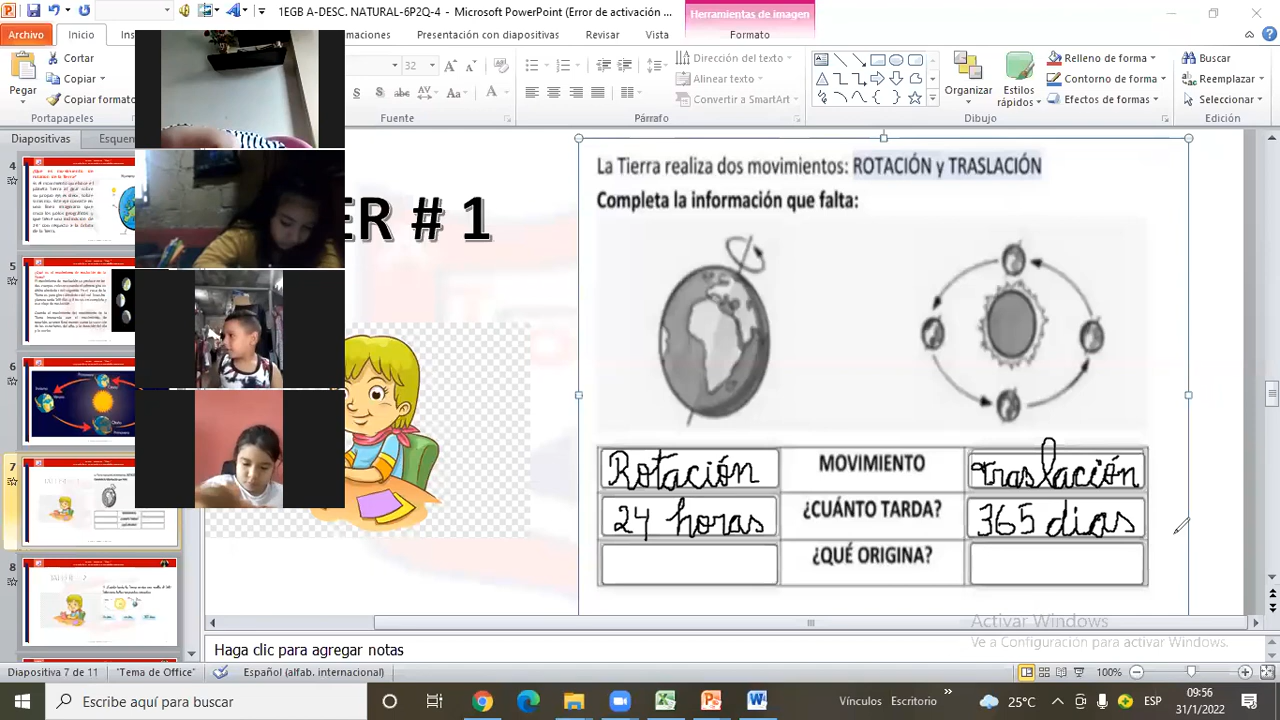 1EGB A-DESC. NATURAL-6P2Q-4 - Microsoft PowerPoint (Error de activación ...
Herramientas de imagen
Archivo
Inicio
Presentación con diapositivas
Revisar
Vista
Formato
Cortar
Copiar
Copiar formato
Pegar
32
Dirección del texto
Alinear texto
Convertir a SmartArt
Organizar
Estilos rápidos
Relleno de forma
Contorno de forma
Efectos de formas
Buscar
Reemplazar
Seleccionar
Portapapeles
Fuente
Párrafo
Dibujo
Edición
Diapositivas
ER # 1
La Tierra realiza dos movimientos: ROTACIÓN y TRASLACIÓN
Completa la información que falta:
Rotación MOVIMIENTO traslación
24 horas ¿CUÁNTO TARDA? 365 dias
¿QUÉ ORIGINA?
4
5
6
7
8
Activar Windows
Ve a Configuración para activar Windows.
Haga clic para agregar notas
Diapositiva 7 de 11
"Tema de Office"
Español (alfab. internacional)
100%
Escribe aquí para buscar
Vínculos
Escritorio
25°C
ESP
09:56
31/1/2022